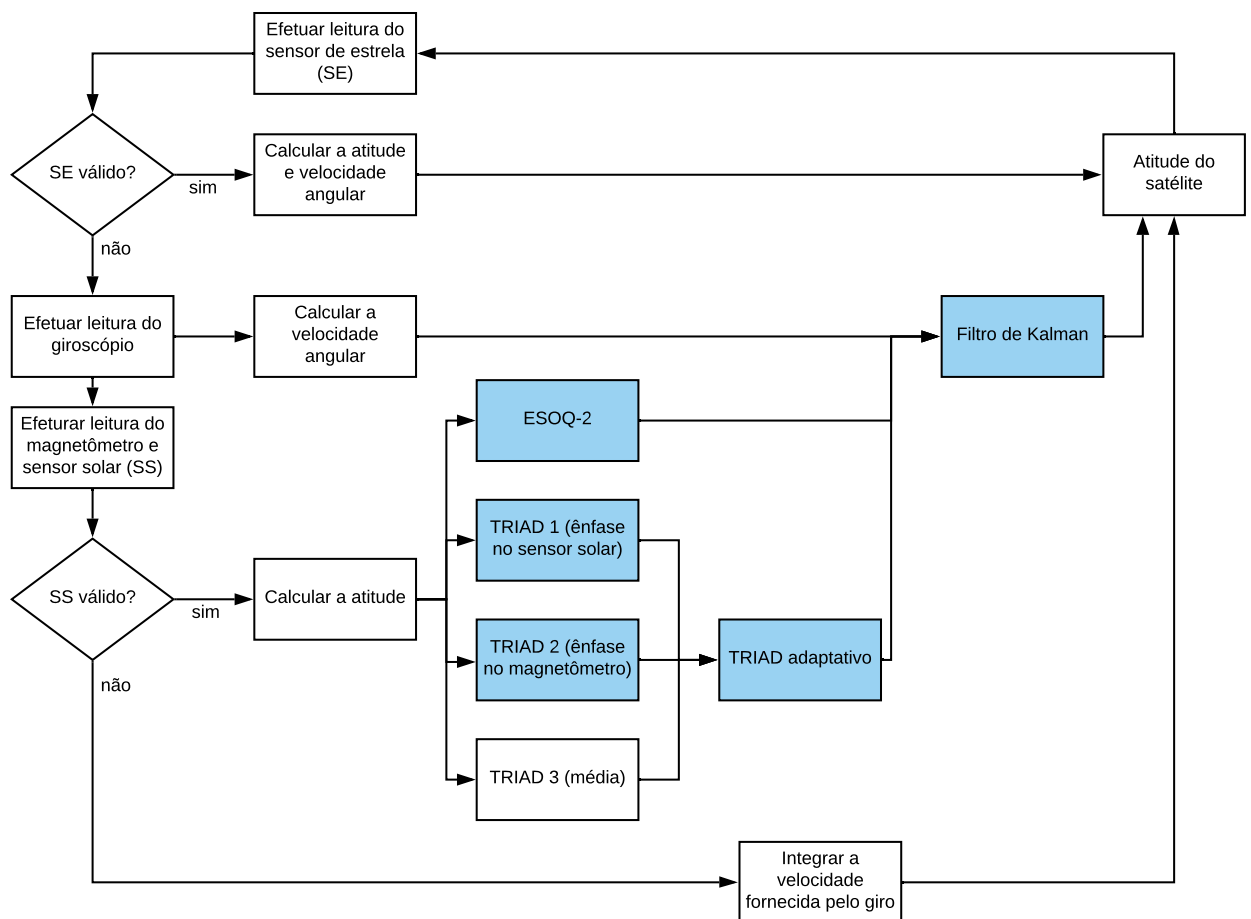 Efetuar leitura do
sensor de estrela
(SE)
SE válido?
sim
não
Calcular a atitude
e velocidade
angular
Atitude do
satélite
Efetuar leitura do
giroscópio
Calcular a
velocidade
angular
Filtro de Kalman
Efeturar leitura do
magnetômetro e
sensor solar (SS)
ESOQ-2
TRIAD 1 (ênfase
no sensor solar)
SS válido?
sim
não
Calcular a atitude
TRIAD 2 (ênfase
no magnetômetro)
TRIAD adaptativo
TRIAD 3 (média)
Integrar a
velocidade
fornecida pelo giro